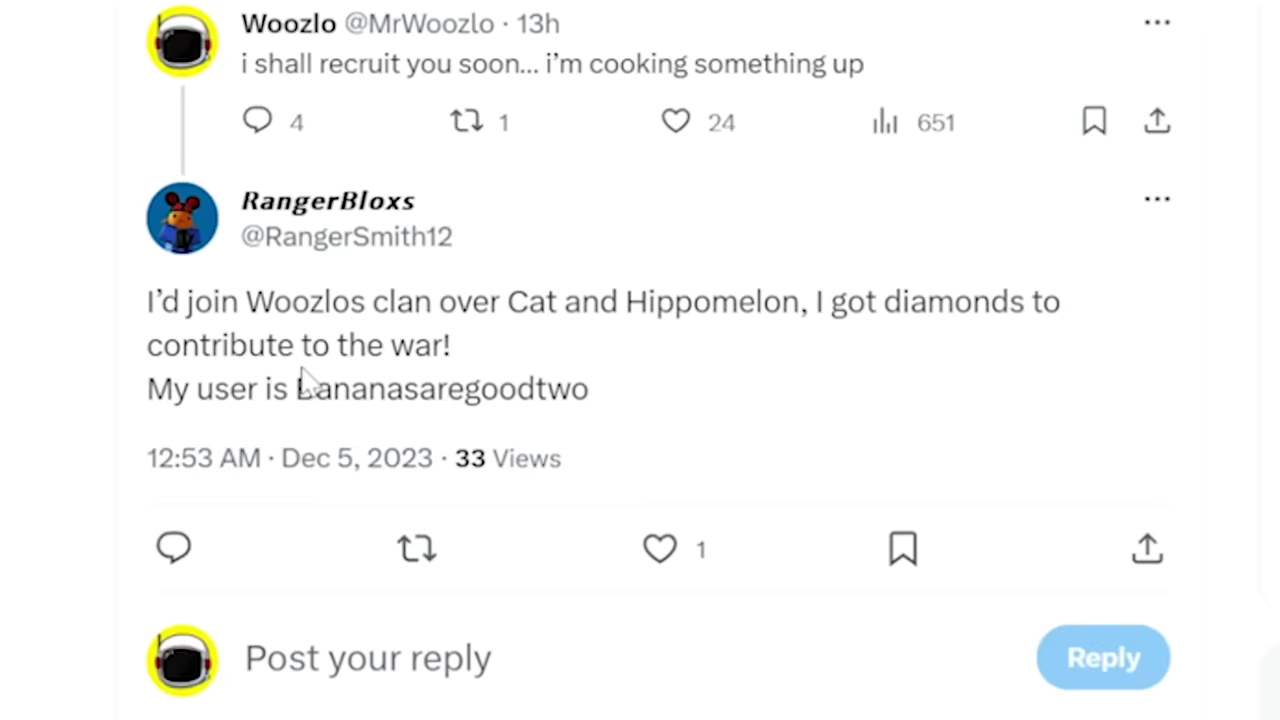 Woozlo @MrWoozlo · 13h
i shall recruit you soon... i’m cooking something up
4 1 24 651
RangerBloxs
@RangerSmith12
I’d join Woozlos clan over Cat and Hippomelon, I got diamonds to
contribute to the war!
My user is
12:53 AM · Dec 5, 2023 · 33 Views
1
Post your reply
Reply